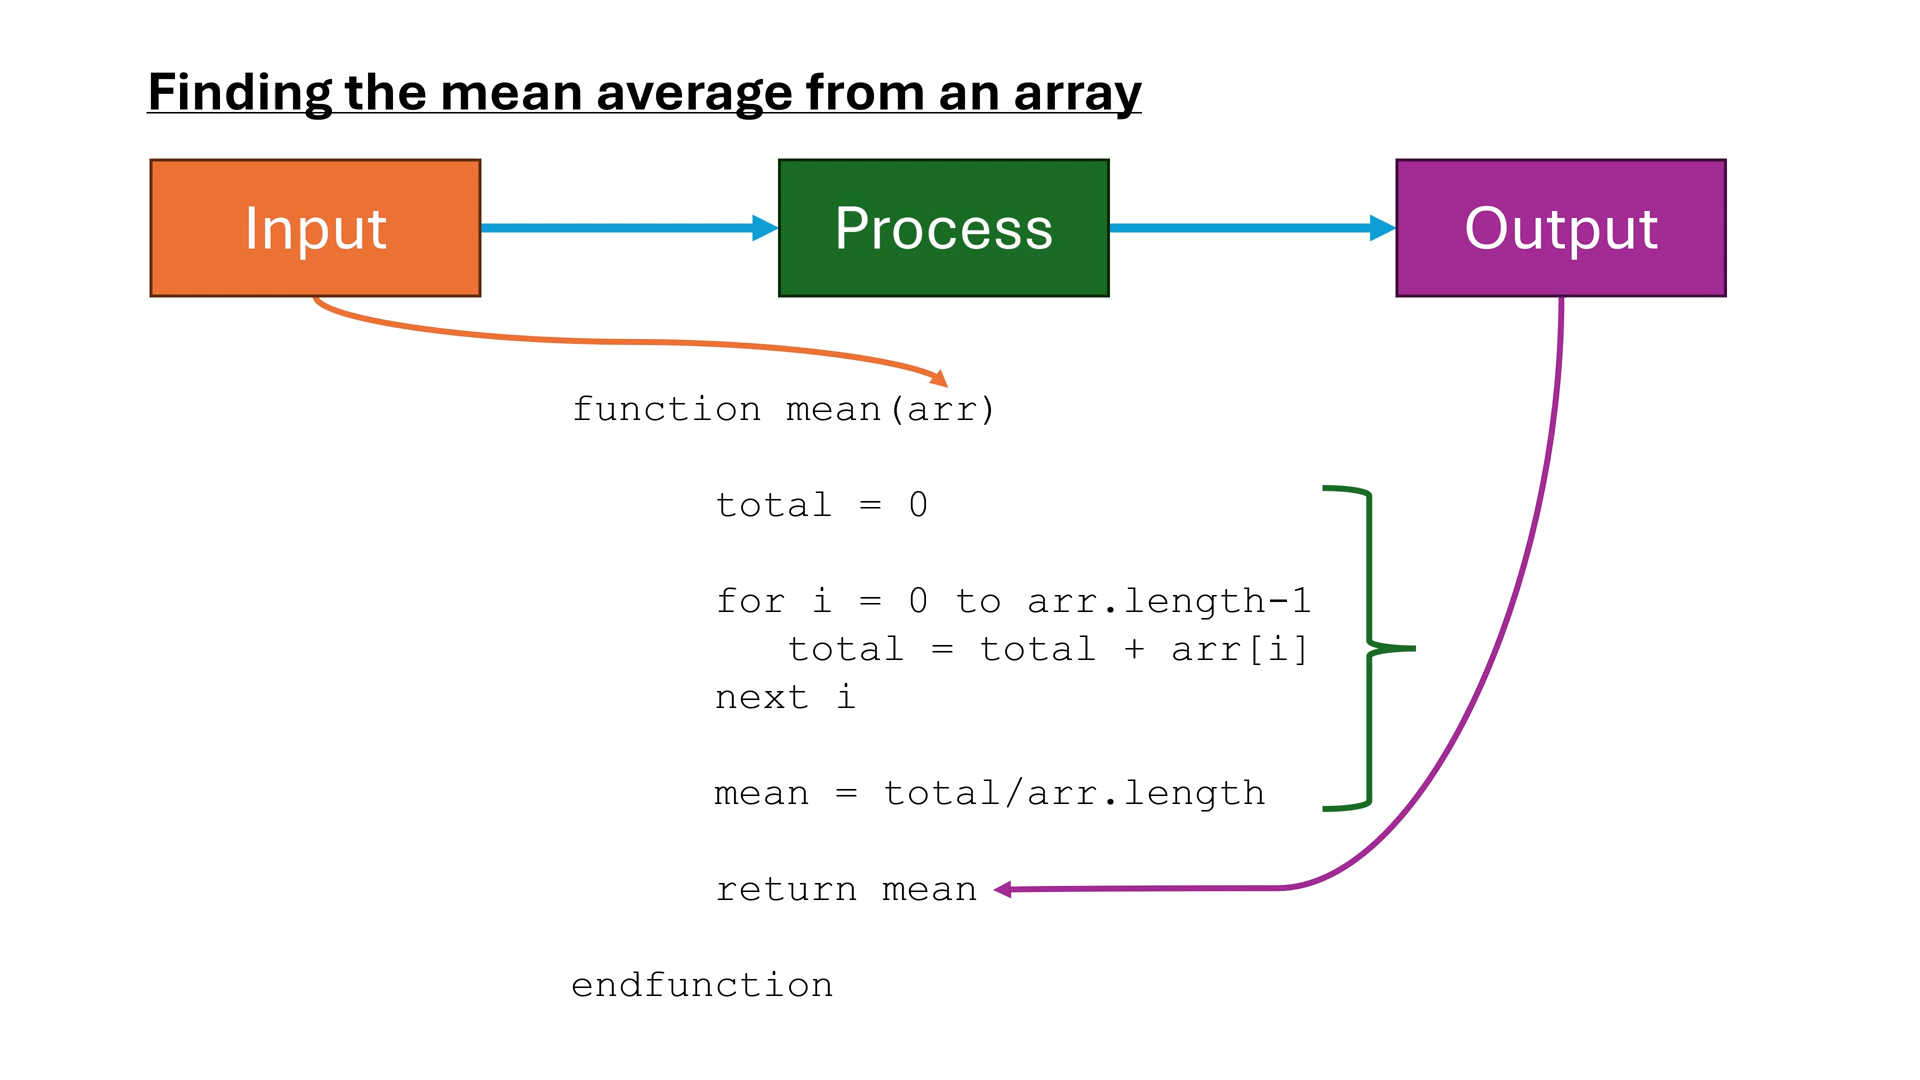 Finding the mean average from an array
Input
Process
Output
function mean(arr)
total = 0
for i = 0 to arr.length-1
total = total + arr[i]
next i
mean = total/arr.length
return mean
endfunction